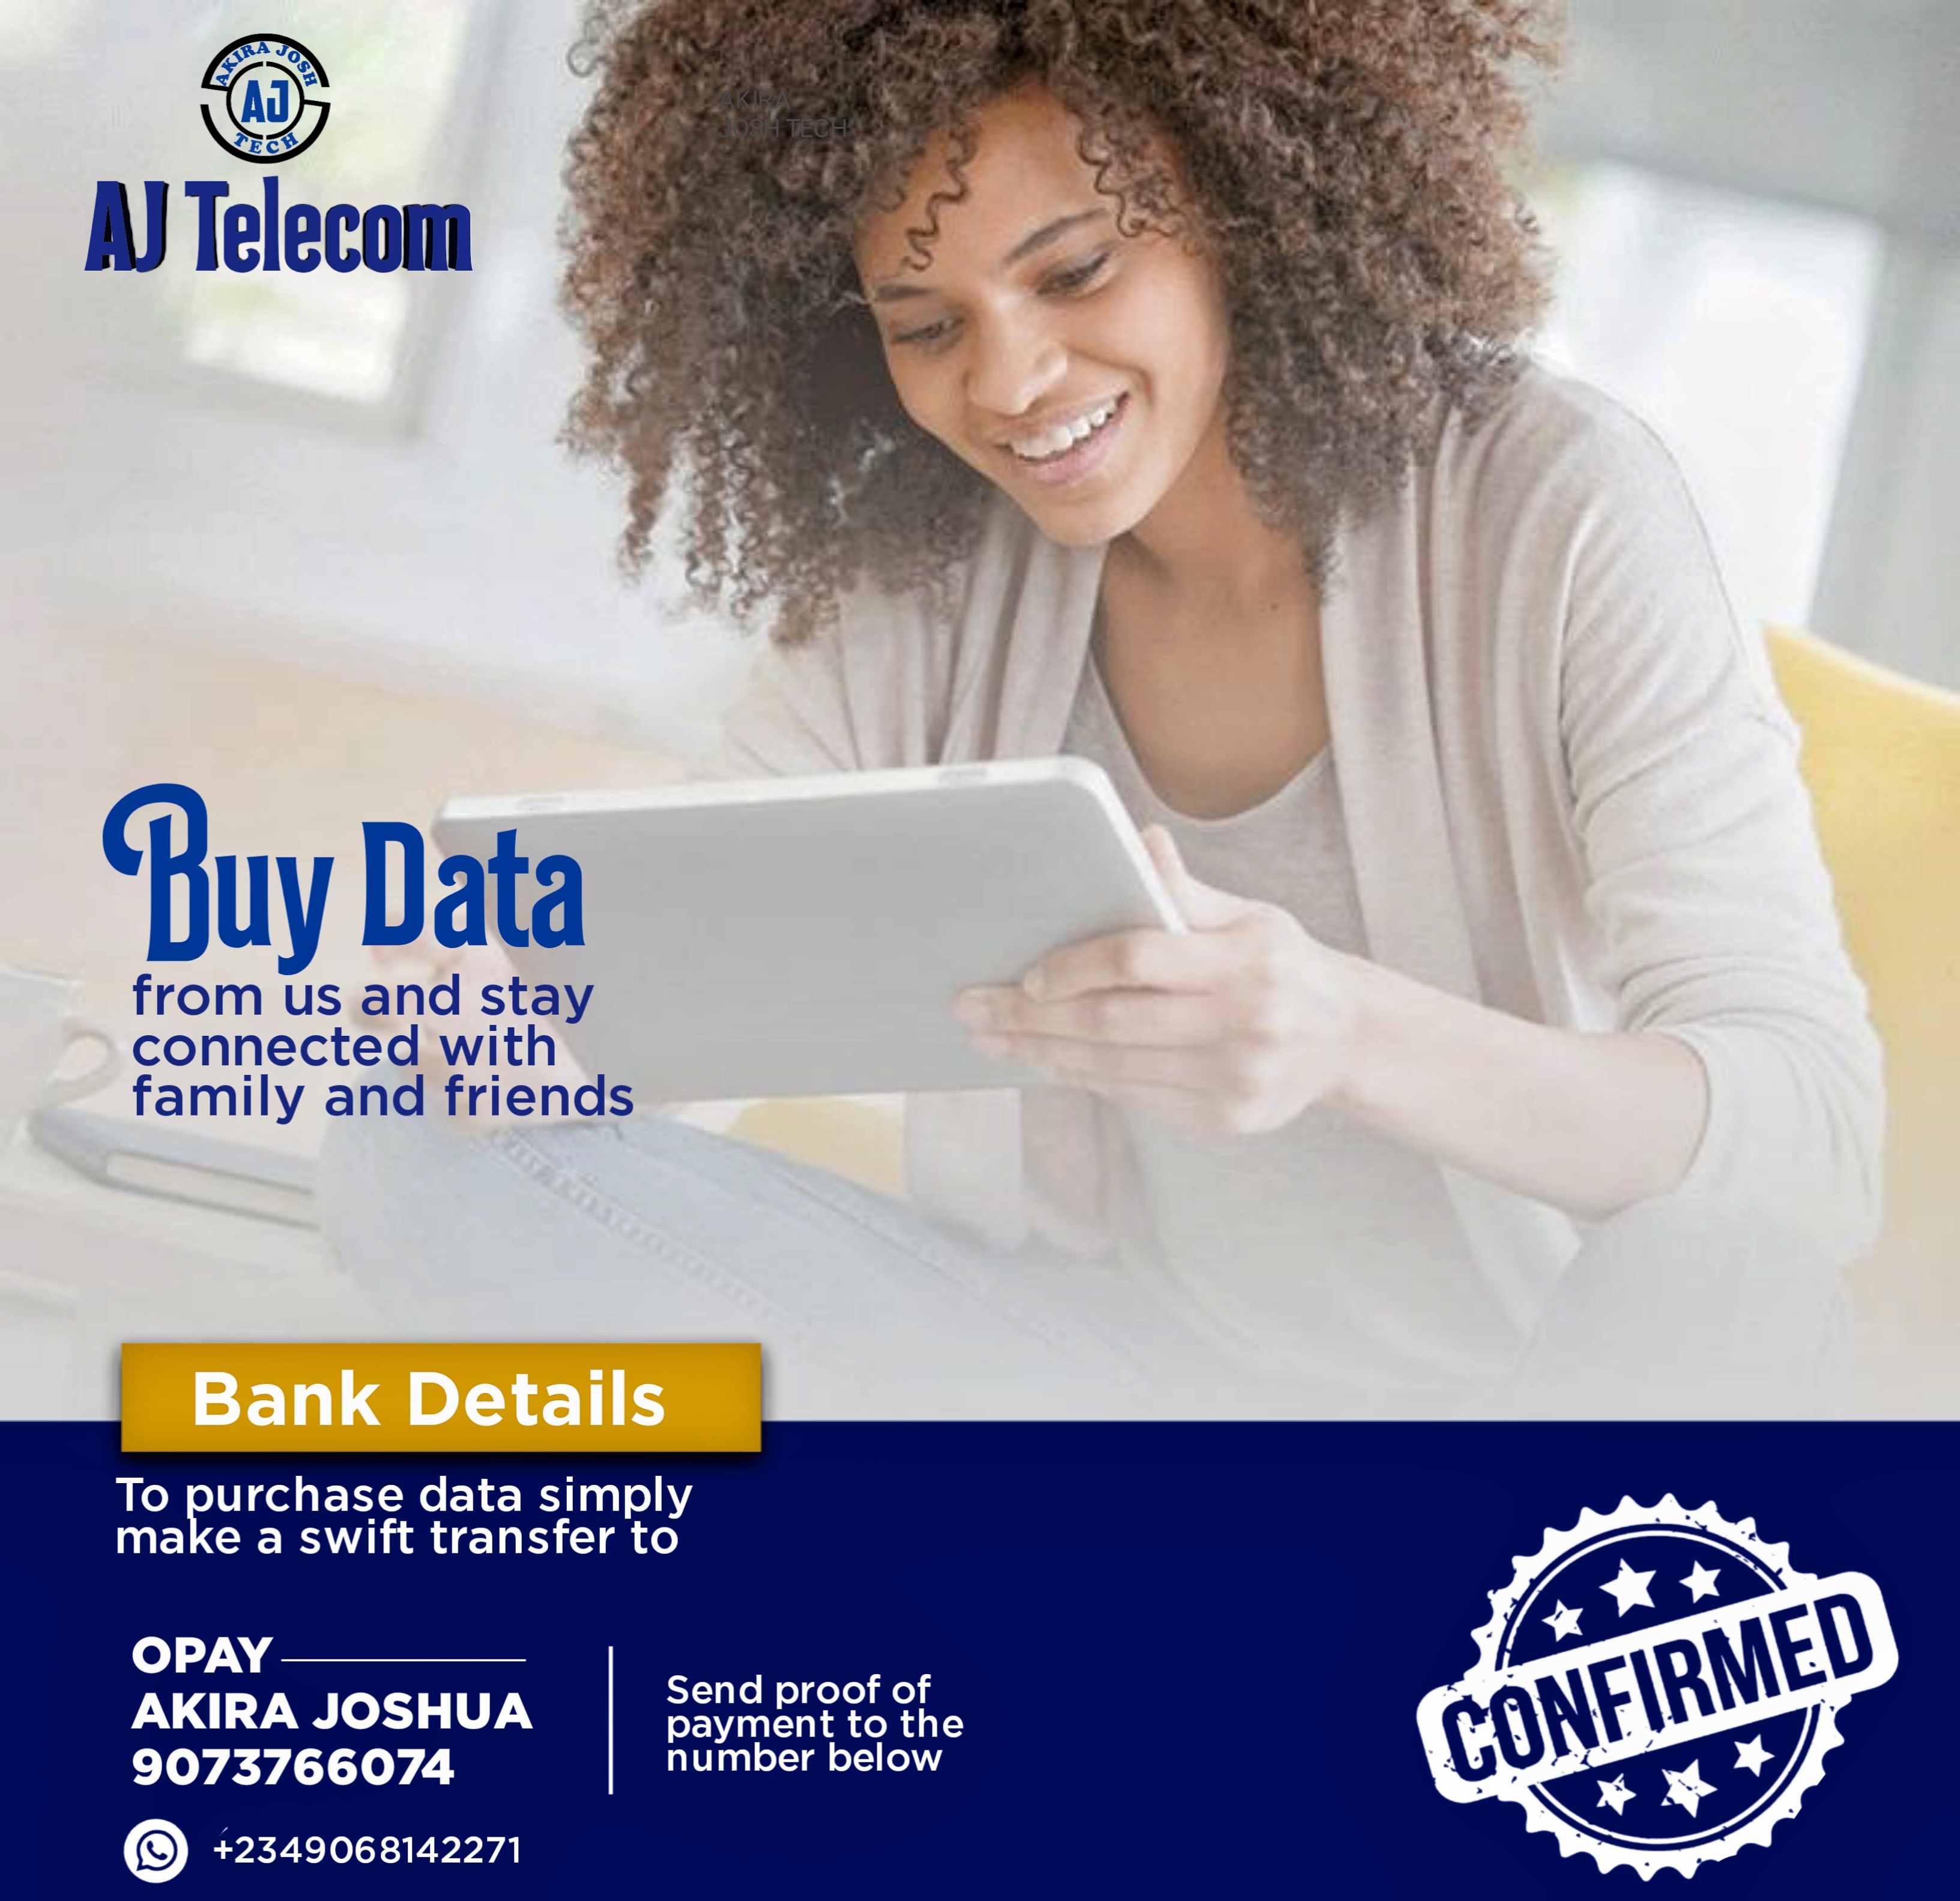 AKIRA JOSH
AJ
TECH
AJ Telecom
AKIRA
JOSH TECH
Buy Data
from us and stay
connected with
family and friends
Bank Details
To purchase data simply
make a swift transfer to
OPAY
AKIRA JOSHUA
9073766074
Send proof of
payment to the
number below
+2349068142271
CONFIRMED